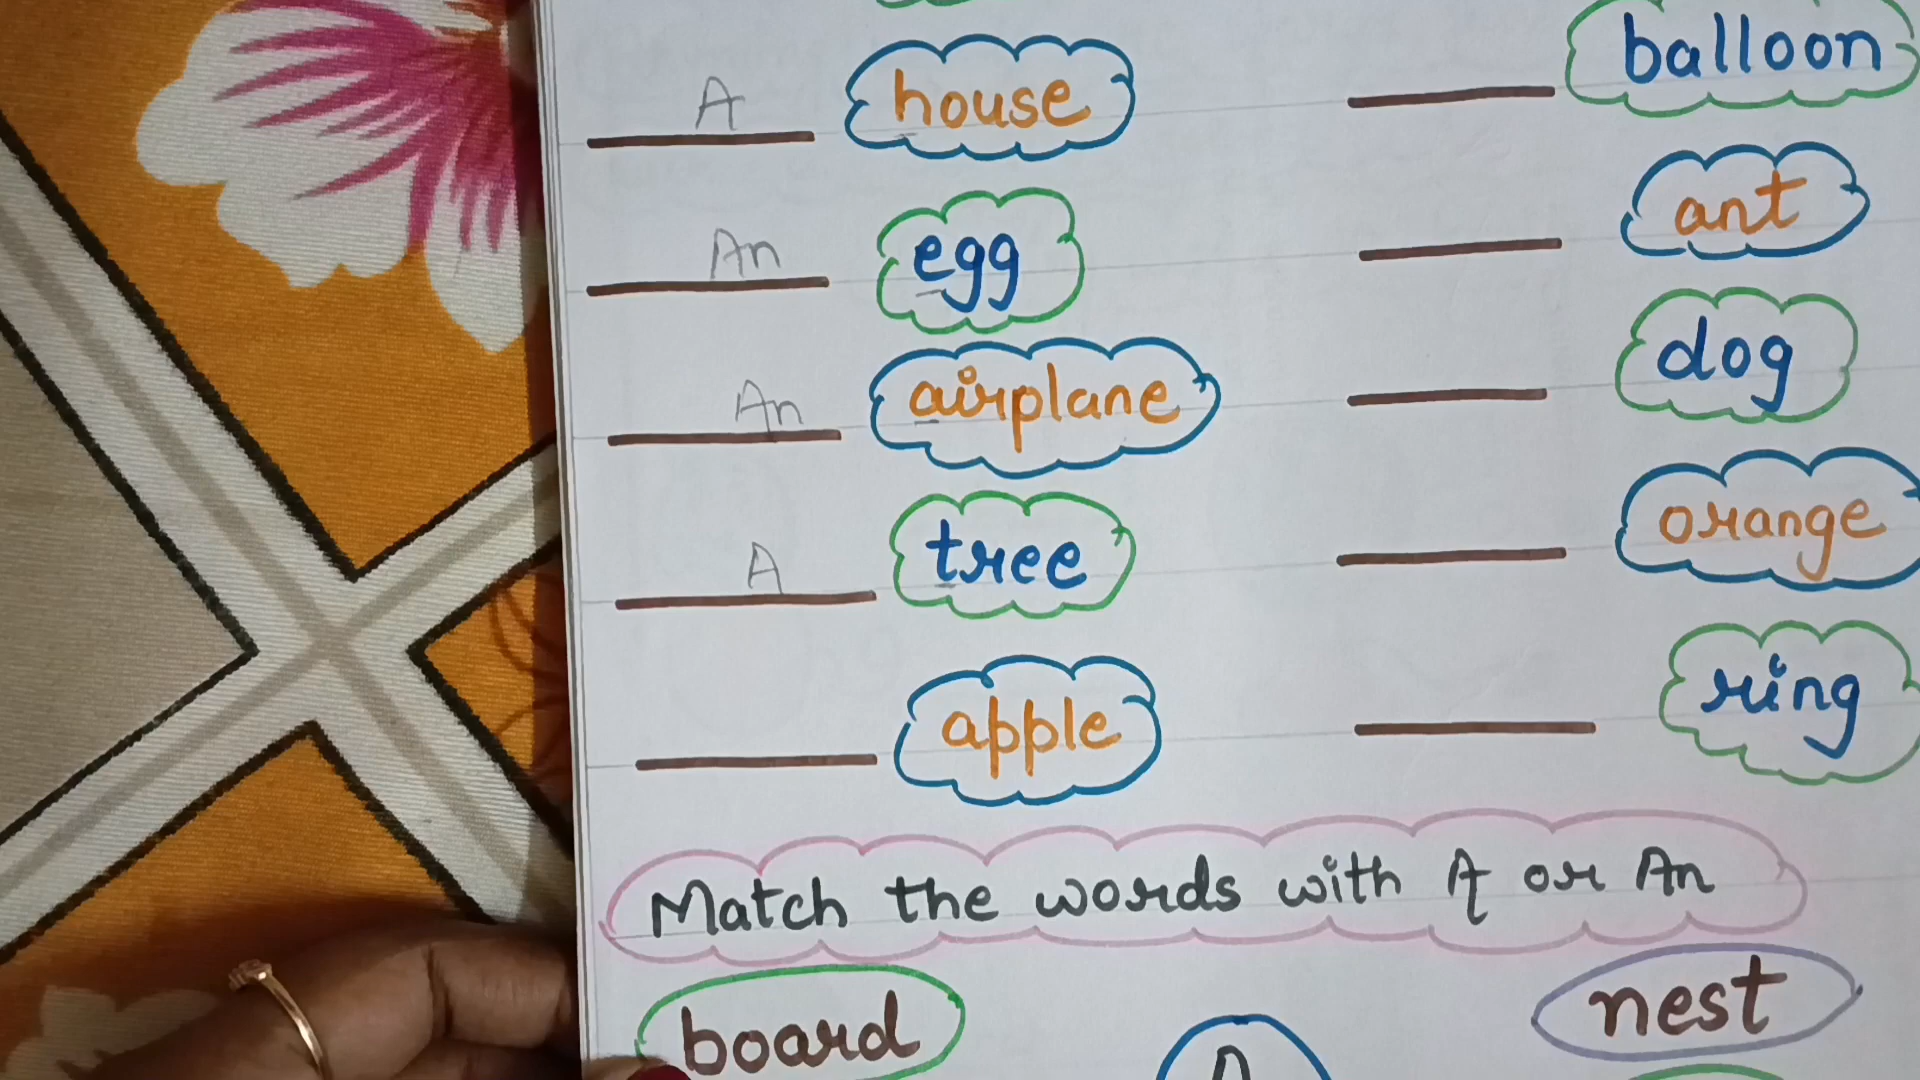 A house balloon
An egg ant
An airplane dog
A tree orange
apple ring
Match the words with A or An
board nest
A